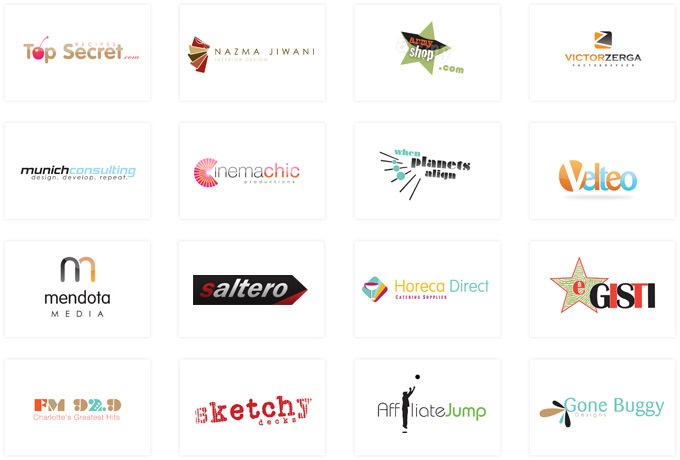 RECIPES
Top Secret.com
NAZMA JIWANI
INTERIOR DESIGN
army
shop
.com
VICTORZERGA
PHOTOGRAPHER
munichconsulting
design. develop. repeat.
Cinemachic
productions
when
planets
align
Velteo
mendota
MEDIA
saltero
Horeca Direct
CATERING SUPPLIES
eGISTI
FM 92.9
Charlotte's Greatest Hits
sketchy
decks
AffiliateJump
Gone Buggy
Designs